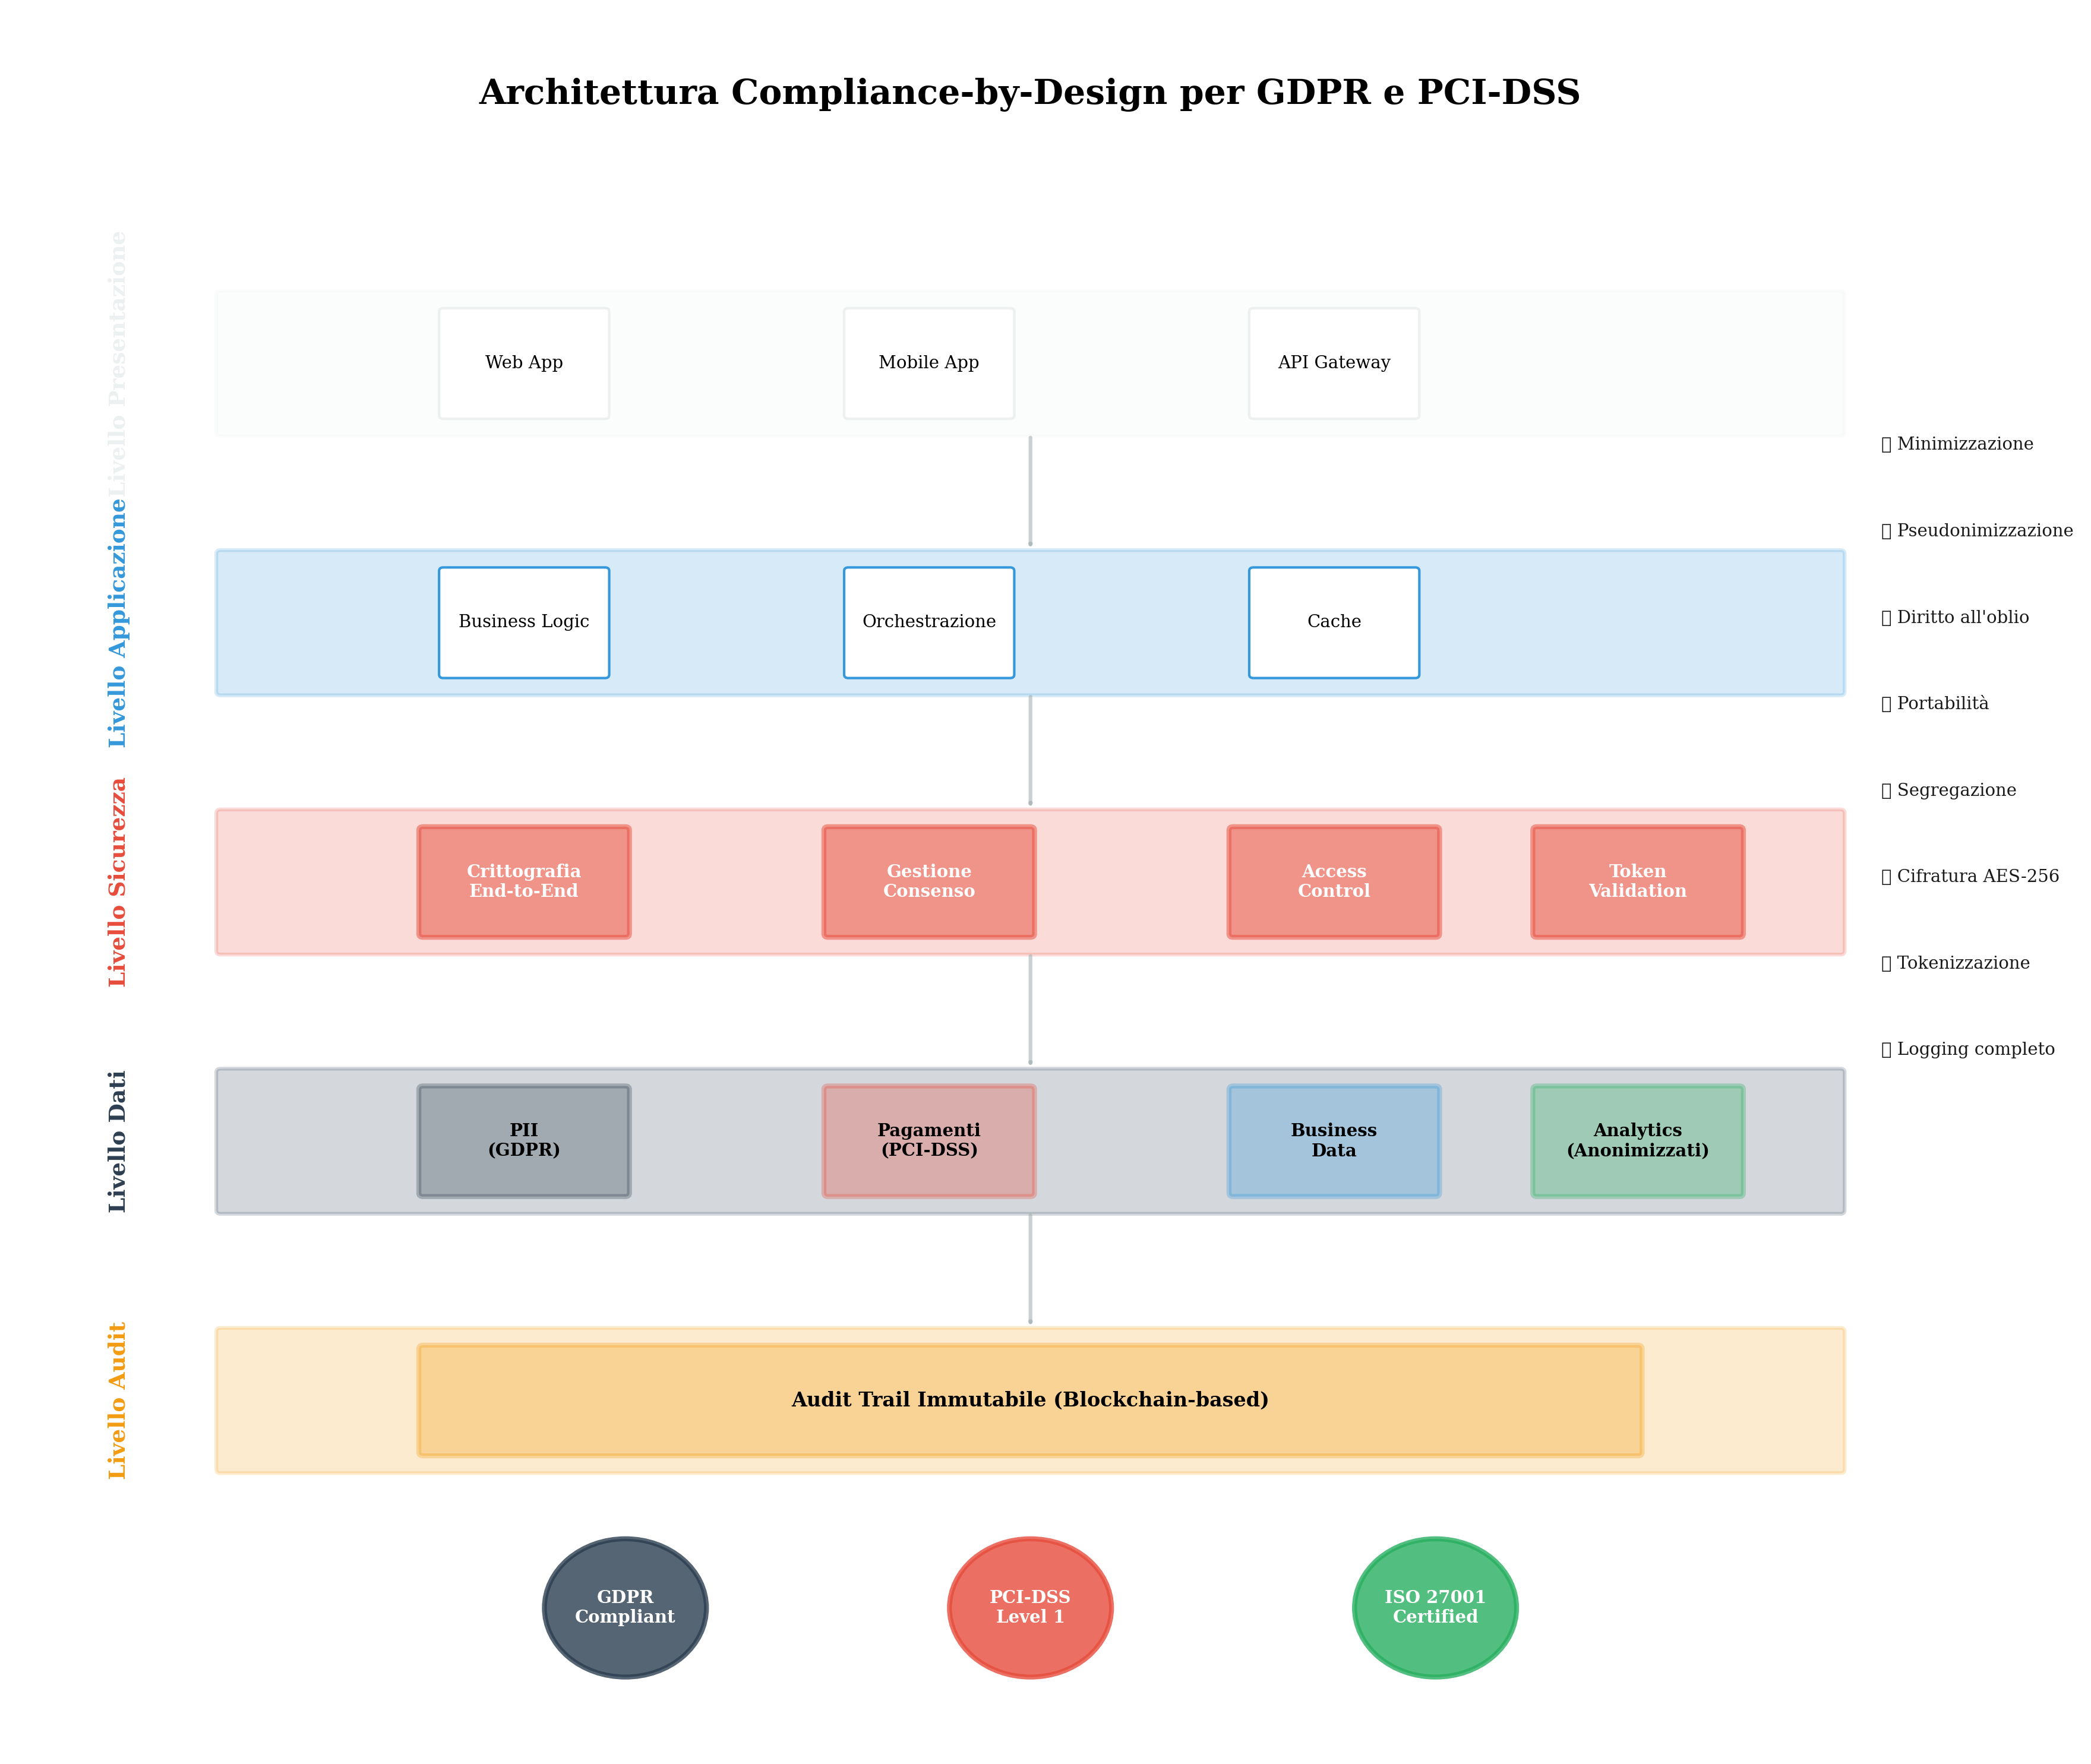 Architettura Compliance-by-Design per GDPR e PCI-DSS
Livello Presentazione
Web App
Mobile App
API Gateway
Livello Applicazione
Business Logic
Orchestrazione
Cache
Livello Sicurezza
Crittografia
End-to-End
Gestione
Consenso
Access
Control
Token
Validation
Livello Dati
PII
(GDPR)
Pagamenti
(PCI-DSS)
Business
Data
Analytics
(Anonimizzati)
Livello Audit
Audit Trail Immutabile (Blockchain-based)
Minimizzazione
Pseudonimizzazione
Diritto all'oblio
Portabilità
Segregazione
Cifratura AES-256
Tokenizzazione
Logging completo
GDPR
Compliant
PCI-DSS
Level 1
ISO 27001
Certified